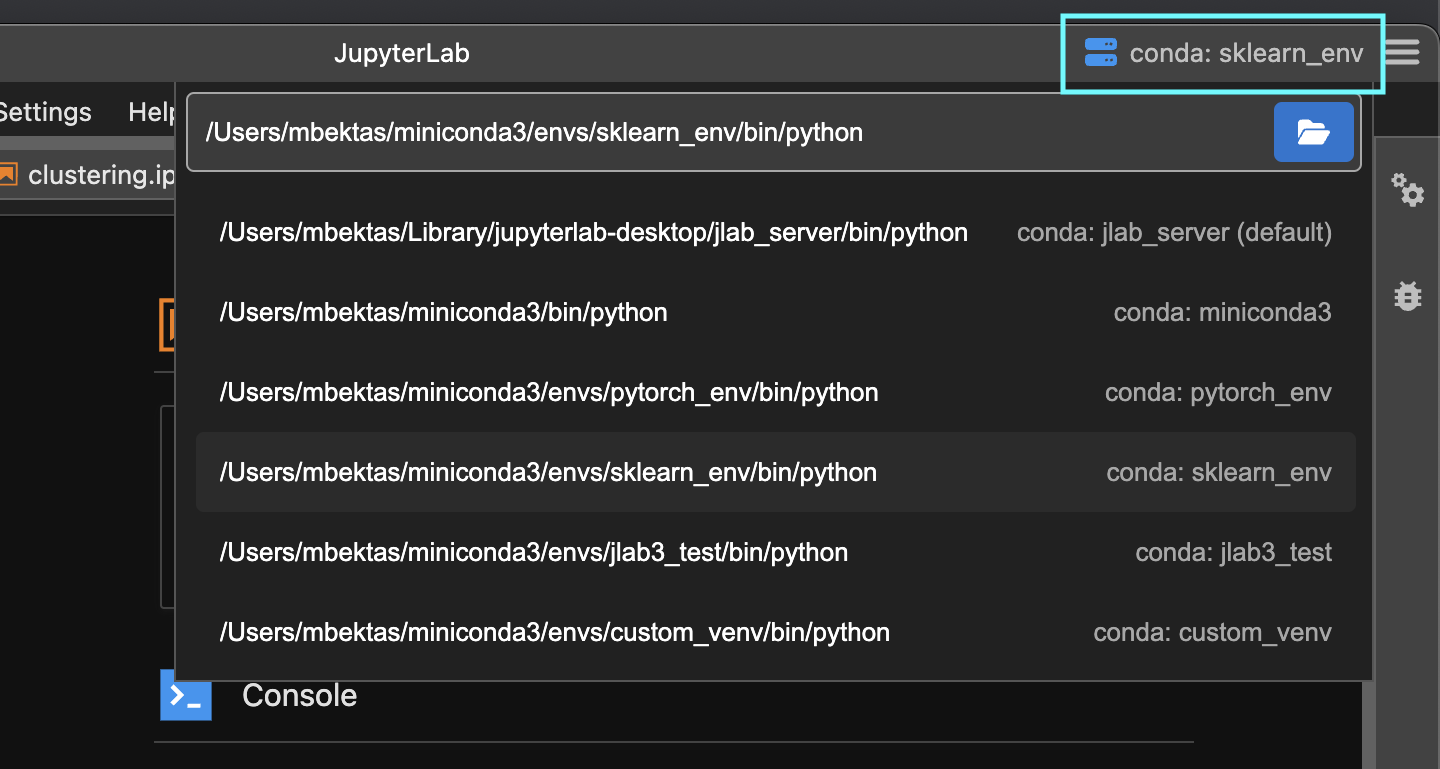 JupyterLab
conda: sklearn_env
Settings Help
/Users/mbektas/miniconda3/envs/sklearn_env/bin/python
clustering.ip
/Users/mbektas/Library/jupyterlab-desktop/jlab_server/bin/python conda: jlab_server (default)
/Users/mbektas/miniconda3/bin/python conda: miniconda3
/Users/mbektas/miniconda3/envs/pytorch_env/bin/python conda: pytorch_env
/Users/mbektas/miniconda3/envs/sklearn_env/bin/python conda: sklearn_env
/Users/mbektas/miniconda3/envs/jlab3_test/bin/python conda: jlab3_test
/Users/mbektas/miniconda3/envs/custom_venv/bin/python conda: custom_venv
Console